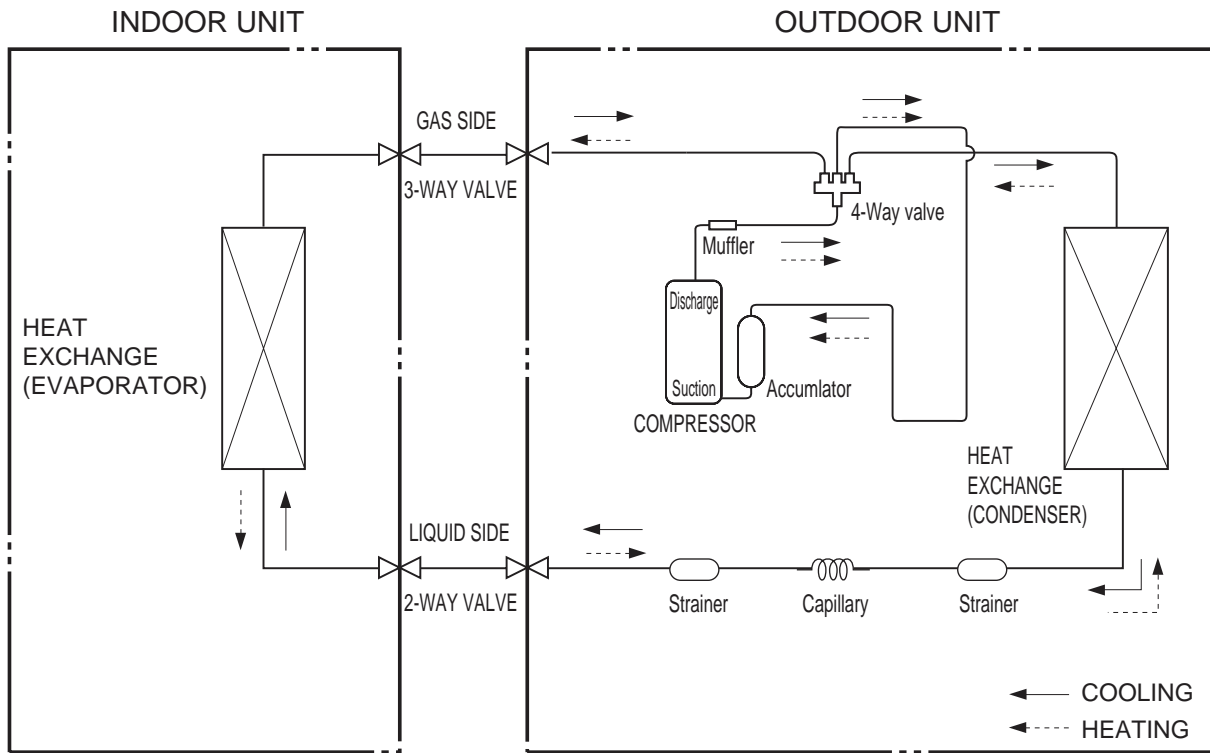 INDOOR UNIT
OUTDOOR UNIT
GAS SIDE
3-WAY VALVE
4-Way valve
Muffler
Discharge
HEAT
EXCHANGE
(EVAPORATOR)
Suction
Accumlator
COMPRESSOR
HEAT
EXCHANGE
(CONDENSER)
LIQUID SIDE
2-WAY VALVE
Strainer
Capillary
Strainer
COOLING
HEATING